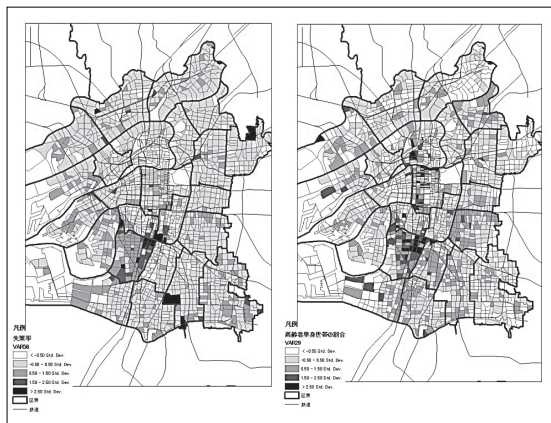 凡例
失業率
VAR56
< -0.50 Std. Dev.
-0.50 - 0.50 Std. Dev.
0.50 - 1.50 Std. Dev.
1.50 - 2.50 Std. Dev.
> 2.50 Std. Dev.
区界
鉄道
凡例
高齢者単身世帯の割合
VAR29
< -0.50 Std. Dev.
-0.50 - 0.50 Std. Dev.
0.50 - 1.50 Std. Dev.
1.50 - 2.50 Std. Dev.
> 2.50 Std. Dev.
区界
鉄道